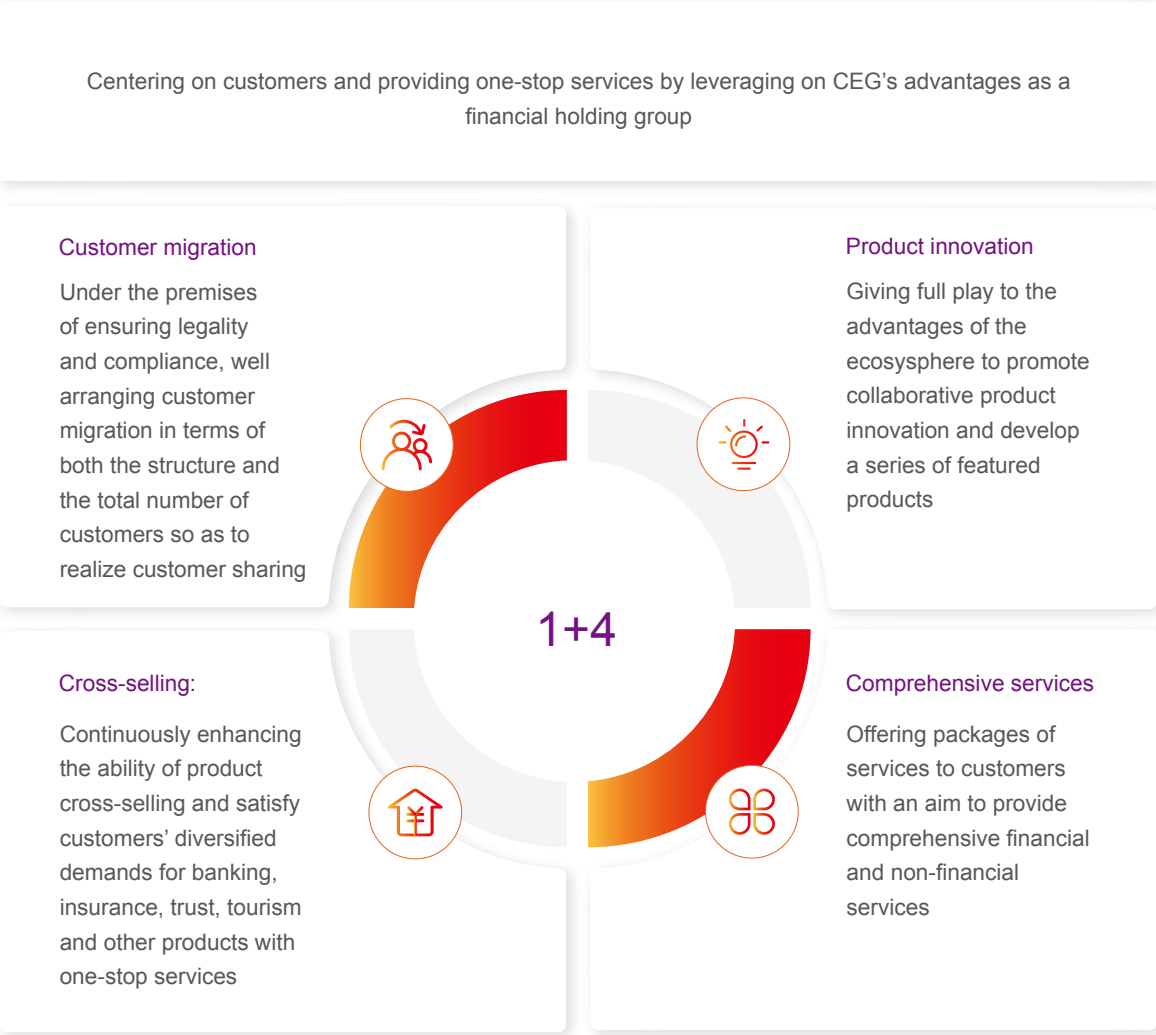 Centering on customers and providing one-stop services by leveraging on CEG’s advantages as a
financial holding group
Customer migration
Under the premises
of ensuring legality
and compliance, well
arranging customer
migration in terms of
both the structure and
the total number of
customers so as to
realize customer sharing
Product innovation
Giving full play to the
advantages of the
ecosysphere to promote
collaborative product
innovation and develop
a series of featured
products
1+4
Cross-selling:
Continuously enhancing
the ability of product
cross-selling and satisfy
customers’ diversified
demands for banking,
insurance, trust, tourism
and other products with
one-stop services
Comprehensive services
Offering packages of
services to customers
with an aim to provide
comprehensive financial
and non-financial
services